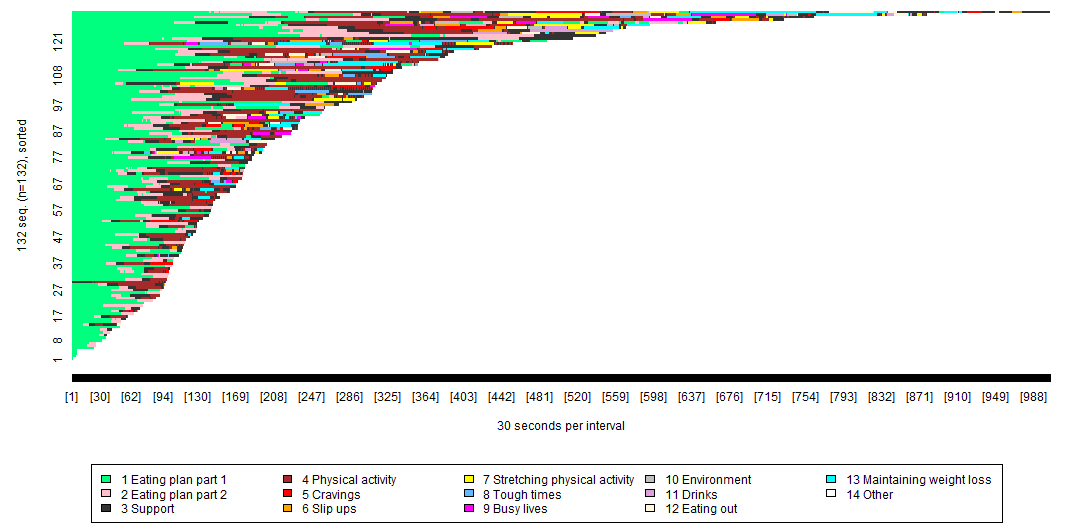 132 seq. (n=132), sorted
121
108
97
87
77
67
57
47
37
27
17
8
1
[1] [30] [62] [94] [130] [169] [208] [247] [286] [325] [364] [403] [442] [481] [520] [559] [598] [637] [676] [715] [754] [793] [832] [871] [910] [949] [988]
30 seconds per interval
1 Eating plan part 1 4 Physical activity 7 Stretching physical activity 10 Environment 13 Maintaining weight loss
2 Eating plan part 2 5 Cravings 8 Tough times 11 Drinks 14 Other
3 Support 6 Slip ups 9 Busy lives 12 Eating out